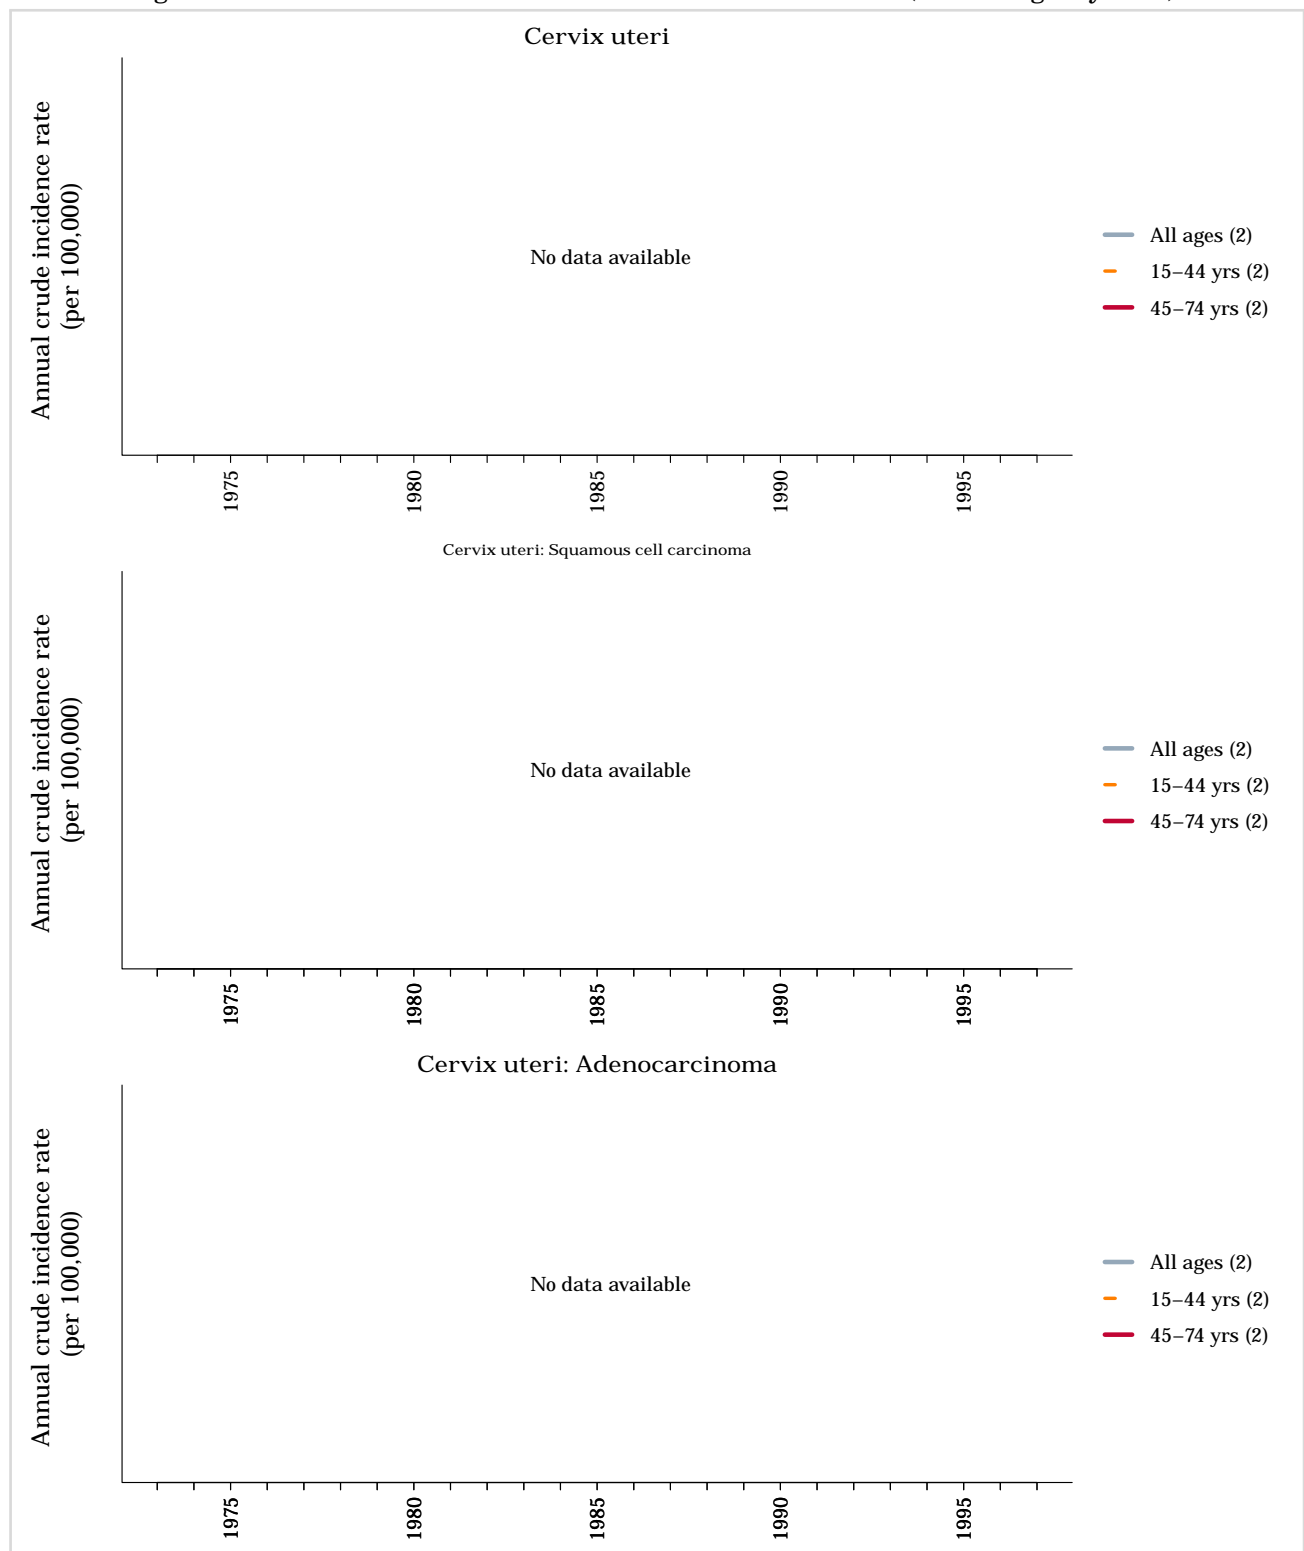 Cervix uteri
Annual crude incidence rate
(per 100,000)
No data available
All ages (2)
15–44 yrs (2)
45–74 yrs (2)
1975
1980
1985
1990
1995
Cervix uteri: Squamous cell carcinoma
Annual crude incidence rate
(per 100,000)
No data available
All ages (2)
15–44 yrs (2)
45–74 yrs (2)
1975
1980
1985
1990
1995
Cervix uteri: Adenocarcinoma
Annual crude incidence rate
(per 100,000)
No data available
All ages (2)
15–44 yrs (2)
45–74 yrs (2)
1975
1980
1985
1990
1995